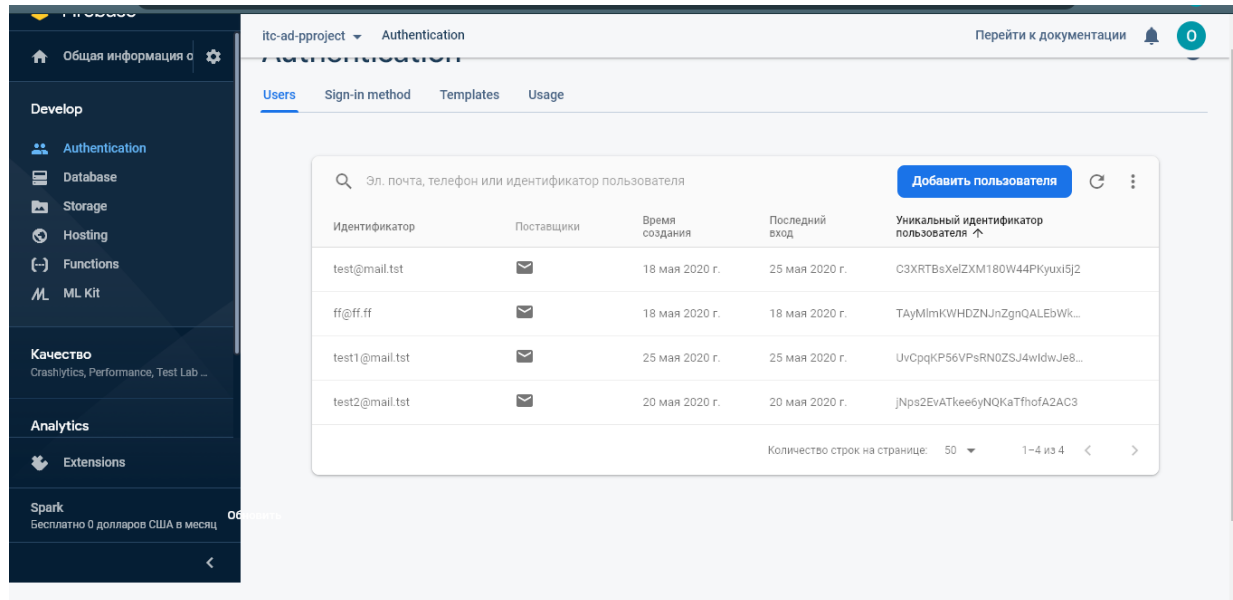 itc-ad-pproject
Authentication
Перейти к документации
O
Общая информация о
Authentication
Users
Sign-in method
Templates
Usage
Develop
Authentication
Database
Storage
Hosting
Functions
ML Kit
Качество
Crashlytics, Performance, Test Lab ...
Analytics
Extensions
Spark
Бесплатно 0 долларов США в месяц
Эл. почта, телефон или идентификатор пользователя
Добавить пользователя
Идентификатор
Поставщики
Время
создания
Последний
вход
Уникальный идентификатор
пользователя ↑
test@mail.tst
18 мая 2020 г.
25 мая 2020 г.
C3XRTBsXelZXM180W44PKyuxi5j2
ff@ff.ff
18 мая 2020 г.
18 мая 2020 г.
TAyMlmKWHDZNJnZgnQALEbWk...
test1@mail.tst
25 мая 2020 г.
25 мая 2020 г.
UvCpqKP56VPsRN0ZSJ4wIdwJe8...
test2@mail.tst
20 мая 2020 г.
20 мая 2020 г.
jNps2EvATkee6yNQKaTfhofA2AC3
Количество строк на странице:
50
1–4 из 4